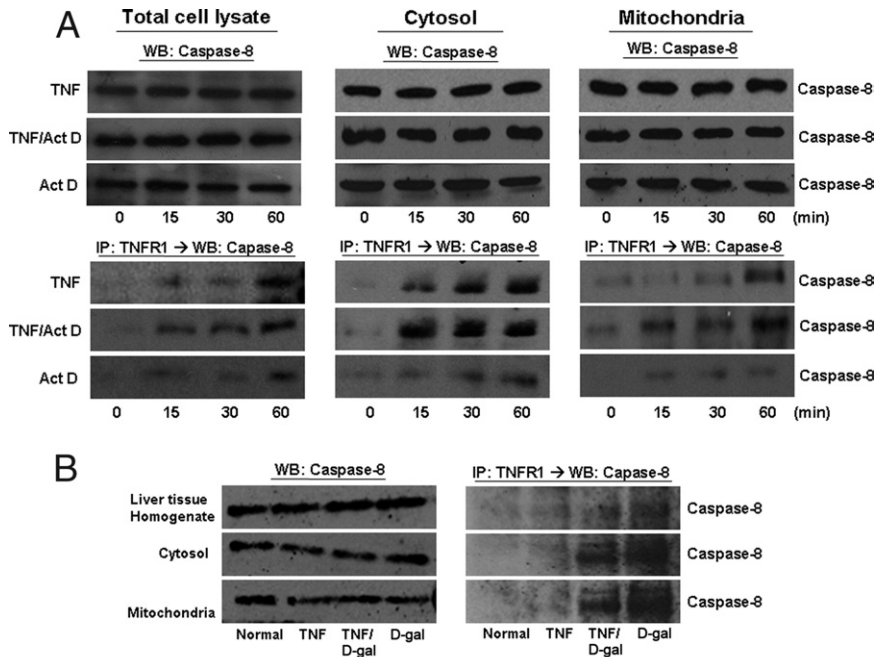 A
Total cell lysate Cytosol Mitochondria
WB: Caspase-8 WB: Caspase-8 WB: Caspase-8
TNF Caspase-8
TNF/Act D Caspase-8
Act D Caspase-8
0 15 30 60 0 15 30 60 0 15 30 60 (min)
IP: TNFR1 → WB: Capase-8 IP: TNFR1 → WB: Capase-8 IP: TNFR1 → WB: Capase-8
TNF Caspase-8
TNF/Act D Caspase-8
Act D Caspase-8
0 15 30 60 0 15 30 60 0 15 30 60 (min)
B
WB: Caspase-8 IP: TNFR1 → WB: Capase-8
Liver tissue
Homogenate Caspase-8
Cytosol Caspase-8
Mitochondria Caspase-8
Normal TNF TNF/ D-gal Normal TNF TNF/ D-gal
D-gal D-gal